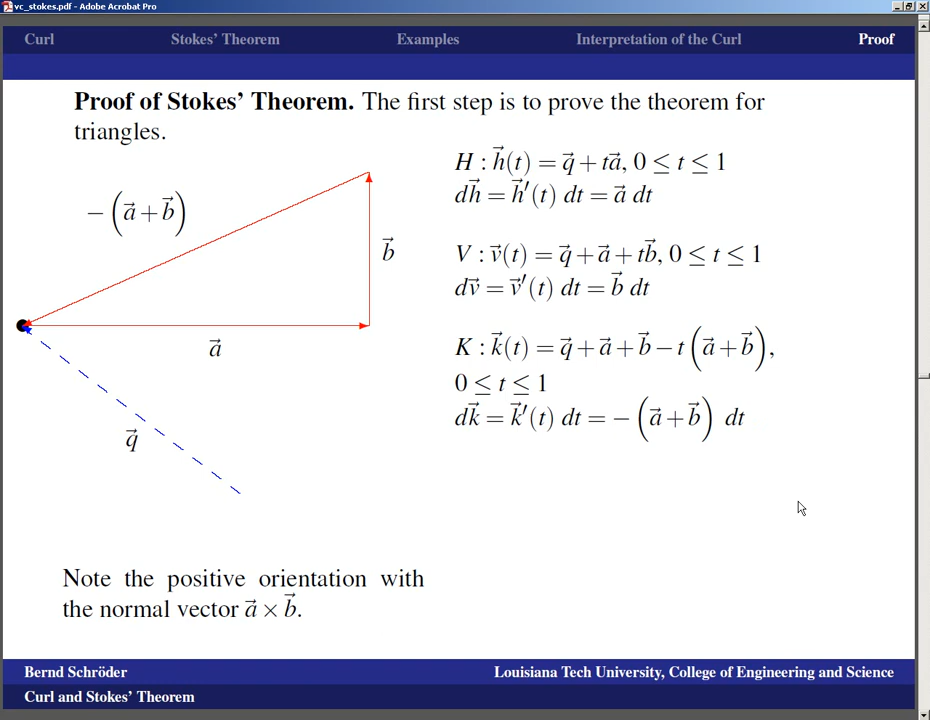 vc_stokes.pdf - Adobe Acrobat Pro
Curl Stokes’ Theorem Examples Interpretation of the Curl Proof
Proof of Stokes’ Theorem. The first step is to prove the theorem for
triangles.
H : h⃗(t) = q⃗ + ta⃗, 0 ≤ t ≤ 1
dh⃗ = h⃗′(t) dt = a⃗ dt
V : v⃗(t) = q⃗ + a⃗ + tb⃗, 0 ≤ t ≤ 1
dv⃗ = v⃗′(t) dt = b⃗ dt
K : k⃗(t) = q⃗ + a⃗ + b⃗ − t(a⃗ + b⃗),
0 ≤ t ≤ 1
dk⃗ = k⃗′(t) dt = −(a⃗ + b⃗) dt
−(a⃗ + b⃗)
b⃗
a⃗
q⃗
Note the positive orientation with
the normal vector a⃗ × b⃗.
Bernd Schröder Louisiana Tech University, College of Engineering and Science
Curl and Stokes’ Theorem